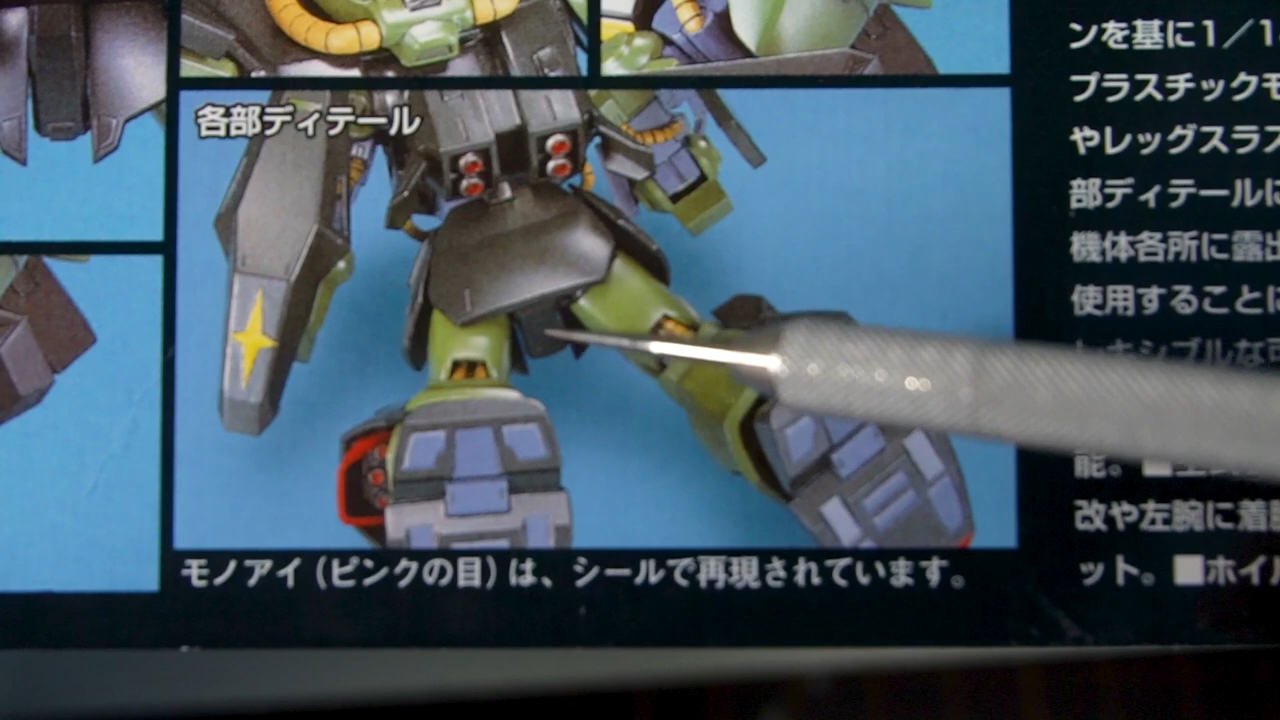 各部ディテール
モノアイ（ピンクの目）は、シールで再現されています。
ンを基に1／1
プラスチックモ
やレッグスラス
部ディテールに
機体各所に露出
使用することに
能。■
改や左腕に着
ット。■ホイ